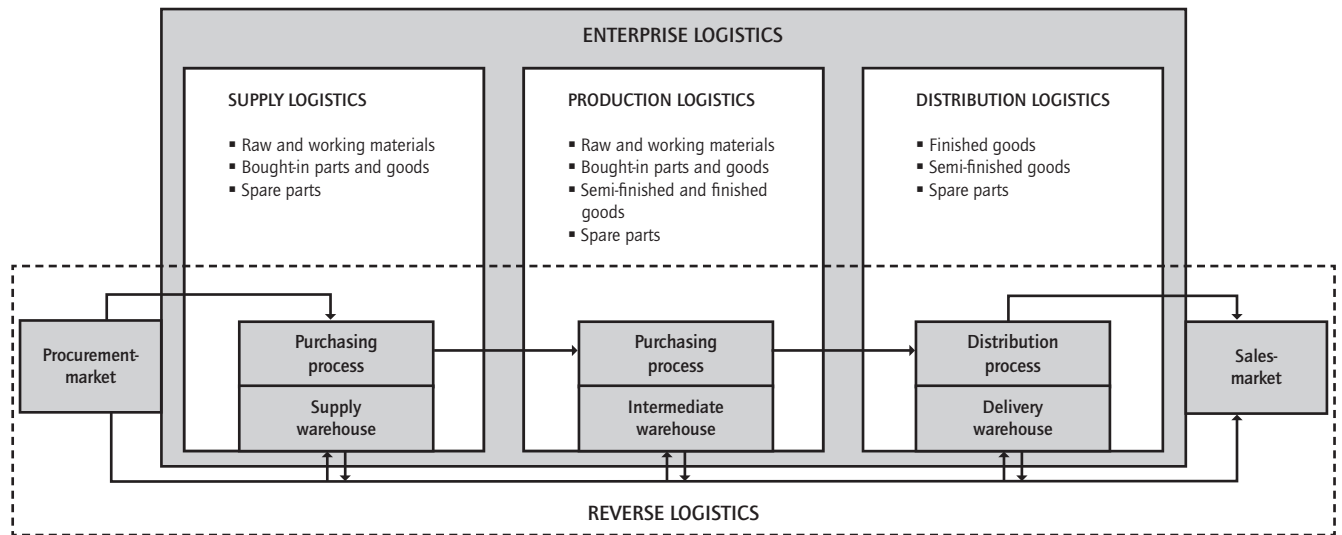 ENTERPRISE LOGISTICS
SUPPLY LOGISTICS
▪ Raw and working materials
▪ Bought-in parts and goods
▪ Spare parts
PRODUCTION LOGISTICS
▪ Raw and working materials
▪ Bought-in parts and goods
▪ Semi-finished and finished
goods
▪ Spare parts
DISTRIBUTION LOGISTICS
▪ Finished goods
▪ Semi-finished goods
▪ Spare parts
Procurement-
market
Purchasing
process
Supply
warehouse
Purchasing
process
Intermediate
warehouse
Distribution
process
Delivery
warehouse
Sales-
market
REVERSE LOGISTICS